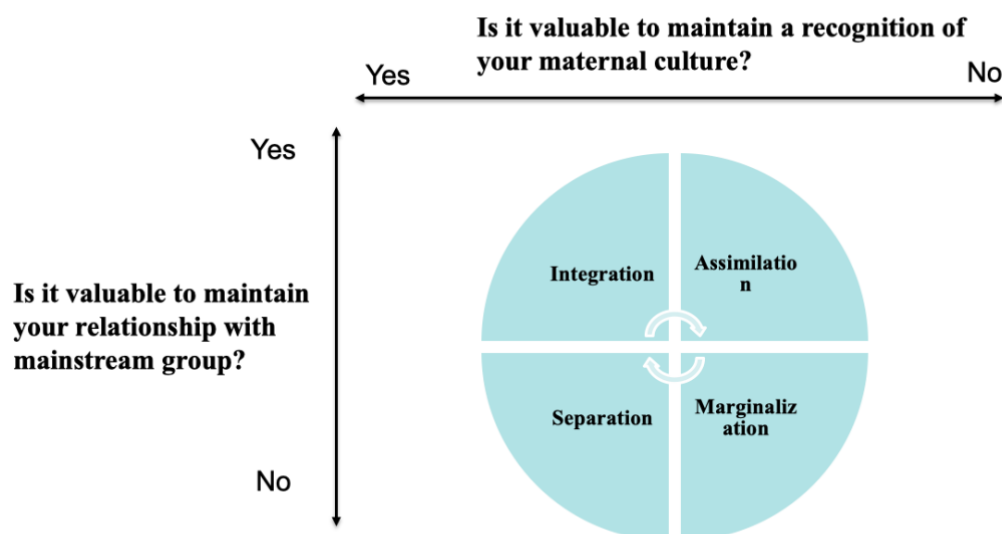 Is it valuable to maintain a recognition of
your maternal culture?
Yes
No
Yes
Integration
Assimilatio
n
Is it valuable to maintain
your relationship with
mainstream group?
Separation
Marginaliz
ation
No